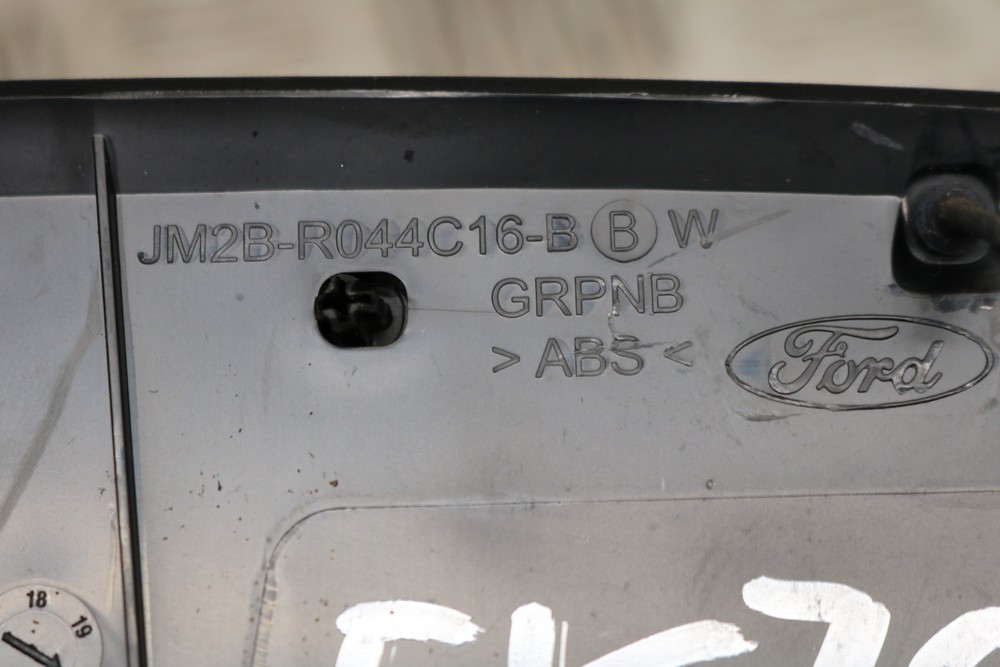 JM2B-R044C16-B B W
GRPNB
> ABS <
Ford
18
19